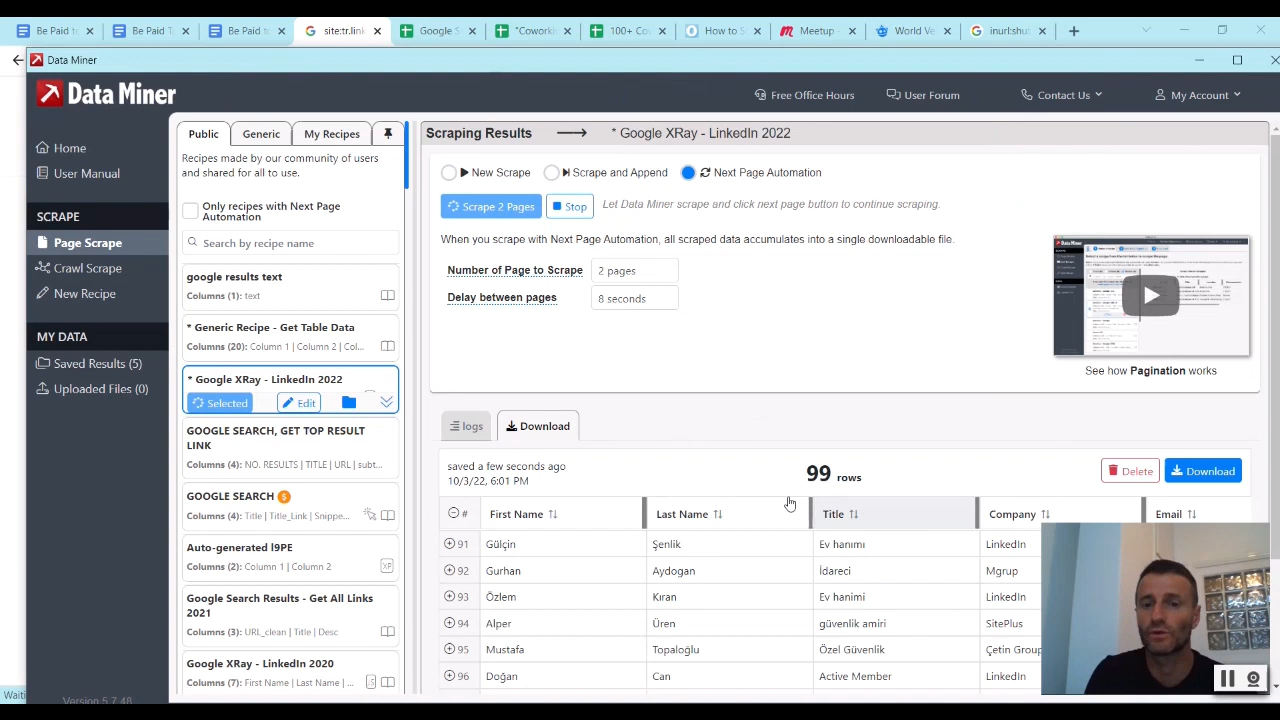 Be Paid to
Be Paid T
Be Paid to
site:tr.link
Google S
"Coworki
100+ Co
How to S
Meetup -
World Ve
inurl:shu
Data Miner
Data Miner
Free Office Hours
User Forum
Contact Us
My Account
Home
User Manual
SCRAPE
Page Scrape
Crawl Scrape
New Recipe
MY DATA
Saved Results (5)
Uploaded Files (0)
Version 5.7.48
Waiti
Public
Generic
My Recipes
Recipes made by our community of users
and shared for all to use.
Only recipes with Next Page
Automation
Search by recipe name
google results text
Columns (1): text
* Generic Recipe - Get Table Data
Columns (20): Column 1 | Column 2 | Col...
* Google XRay - LinkedIn 2022
Selected
Edit
GOOGLE SEARCH, GET TOP RESULT
LINK
Columns (4): NO. RESULTS | TITLE | URL | subt...
GOOGLE SEARCH $
Columns (4): Title | Title_Link | Snippe...
Auto-generated l9PE
Columns (2): Column 1 | Column 2
XP
Google Search Results - Get All Links
2021
Columns (3): URL_clean | Title | Desc
Google XRay - LinkedIn 2020
Columns (7): First Name | Last Name | ...
Scraping Results * Google XRay - LinkedIn 2022
New Scrape
Scrape and Append
Next Page Automation
Scrape 2 Pages
Stop
Let Data Miner scrape and click next page button to continue scraping.
When you scrape with Next Page Automation, all scraped data accumulates into a single downloadable file.
umber of Page to Scrape
2 pages
Delay between pages
8 seconds
See how Pagination works
logs
Download
saved a few seconds ago
10/3/22, 6:01 PM
99 rows
Delete
Download
# First Name Last Name Title Company Email
91 Gülçin Şenlik Ev hanımı LinkedIn
92 Gurhan Aydogan İdareci Mgrup
93 Özlem Kıran Ev hanimi LinkedIn
94 Alper Üren güvenlik amiri SitePlus
95 Mustafa Topaloğlu Özel Güvenlik Çetin Group
96 Doğan Can Active Member LinkedIn